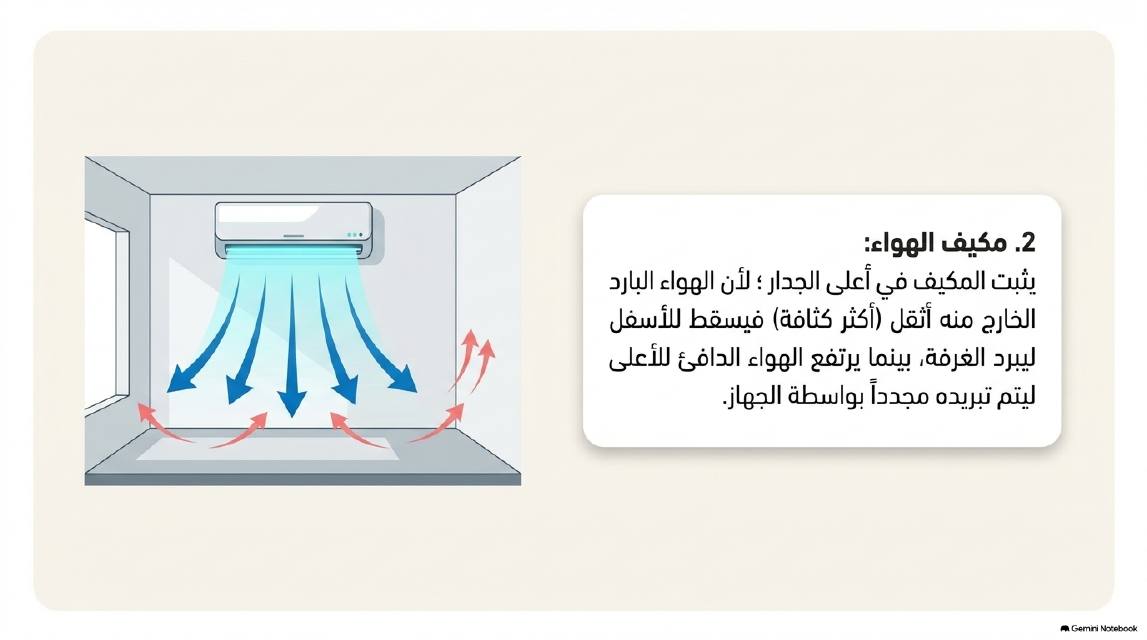 2. مكيف الهواء:
يثبت المكيف في أعلى الجدار ؛ لأن الهواء البارد
الخارج منه أثقل (أكثر كثافة) فيسقط للأسفل
ليبرد الغرفة، بينما يرتفع الهواء الدافئ للأعلى
ليتم تبريده مجدداً بواسطة الجهاز.
Gemini Notebook